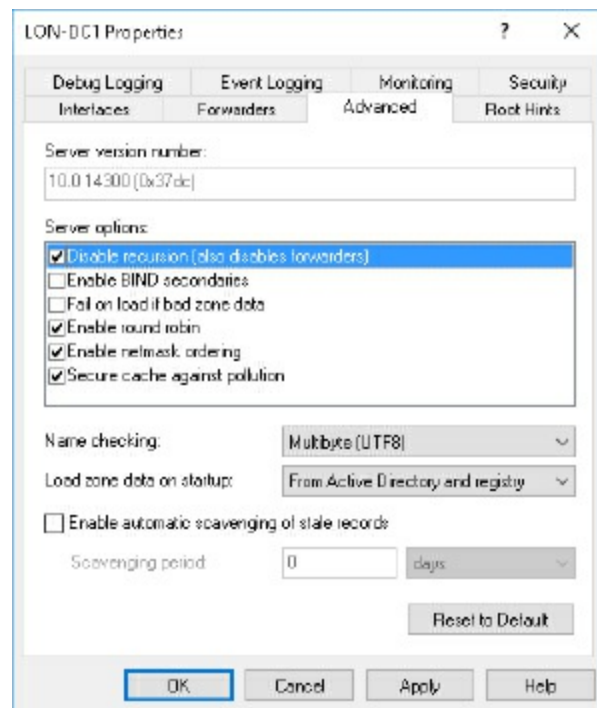 LON-DC1 Properties ? ×
Debug Logging Event Logging Monitoring Security
Interfaces Forwarders Advanced Root Hints
Server version number:
10.0 14300 (0x37dc)
Server options:
Disable recursion (also disables forwarders)
Enable BIND secondaries
Fail on load if bad zone data
Enable round robin
Enable netmask ordering
Secure cache against pollution
Name checking: Multibyte (UTF8)
Load zone data on startup: From Active Directory and registry
Enable automatic scavenging of stale records
Scavenging period: 0 days
Reset to Default
OK Cancel Apply Help